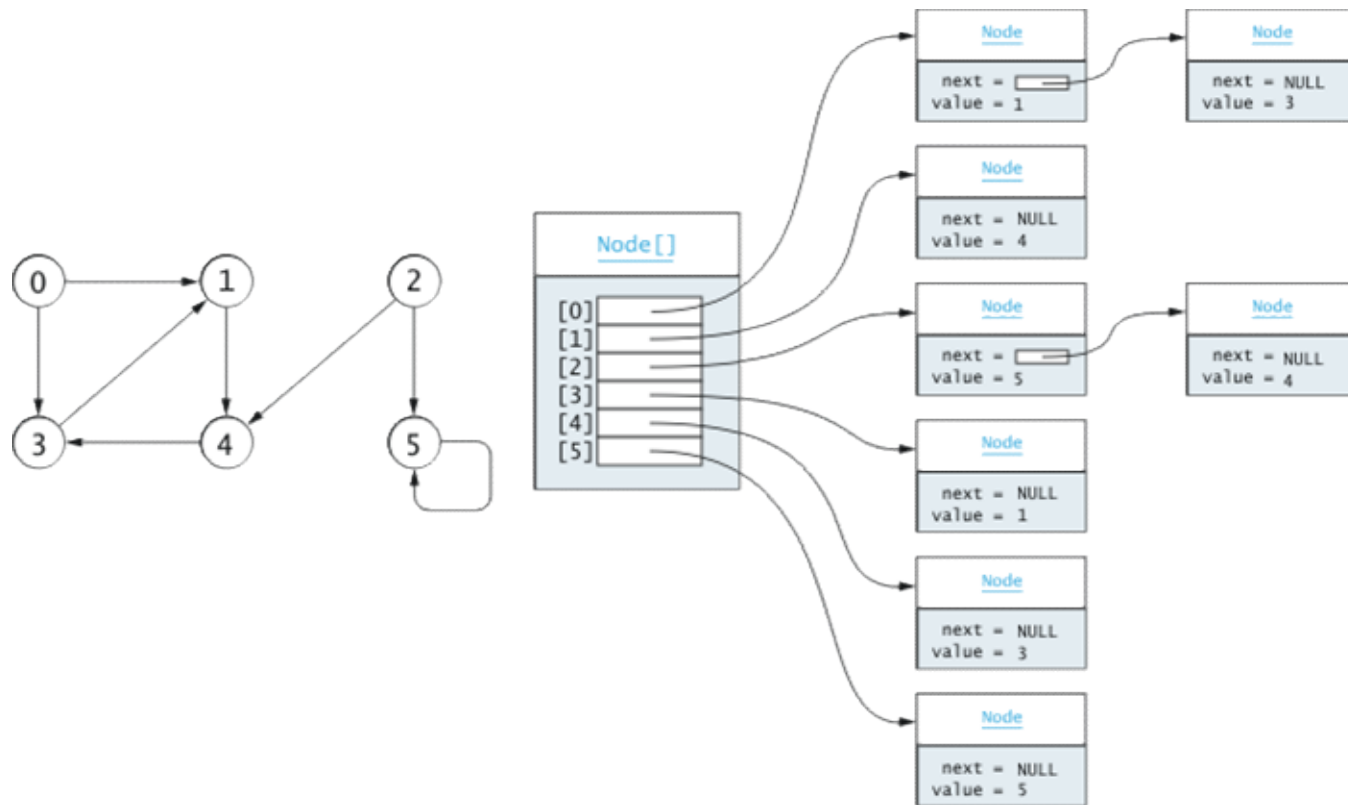 0
1
2
3
4
5
Node[]
[0]
[1]
[2]
[3]
[4]
[5]
Node
next =
value = 1
Node
next = NULL
value = 3
Node
next = NULL
value = 4
Node
next =
value = 5
Node
next = NULL
value = 4
Node
next = NULL
value = 1
Node
next = NULL
value = 3
Node
next = NULL
value = 5